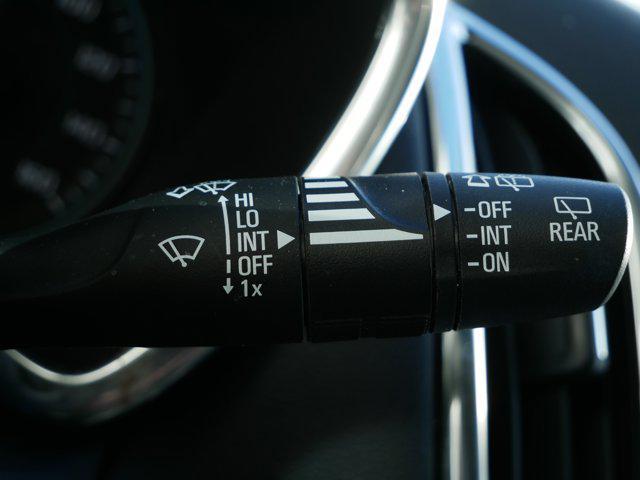 HI
LO
INT
OFF
1x
-OFF
-INT
-ON
REAR